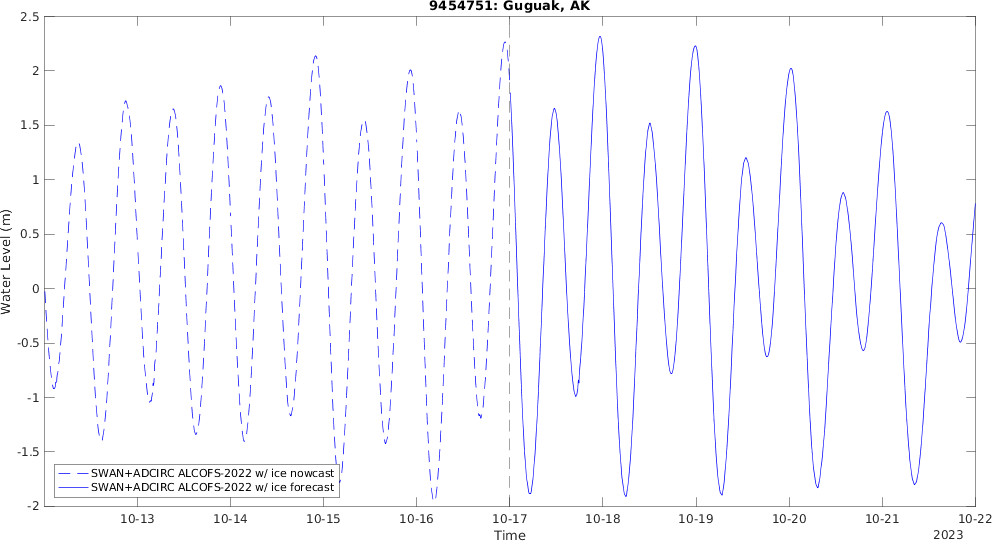 9454751: Guguak, AK
2.5
2
1.5
1
0.5
0
-0.5
-1
-1.5
-2
Water Level (m)
SWAN+ADCIRC ALCOFS-2022 w/ ice nowcast
SWAN+ADCIRC ALCOFS-2022 w/ ice forecast
10-13 10-14 10-15 10-16 10-17 10-18 10-19 10-20 10-21 10-22
Time
2023